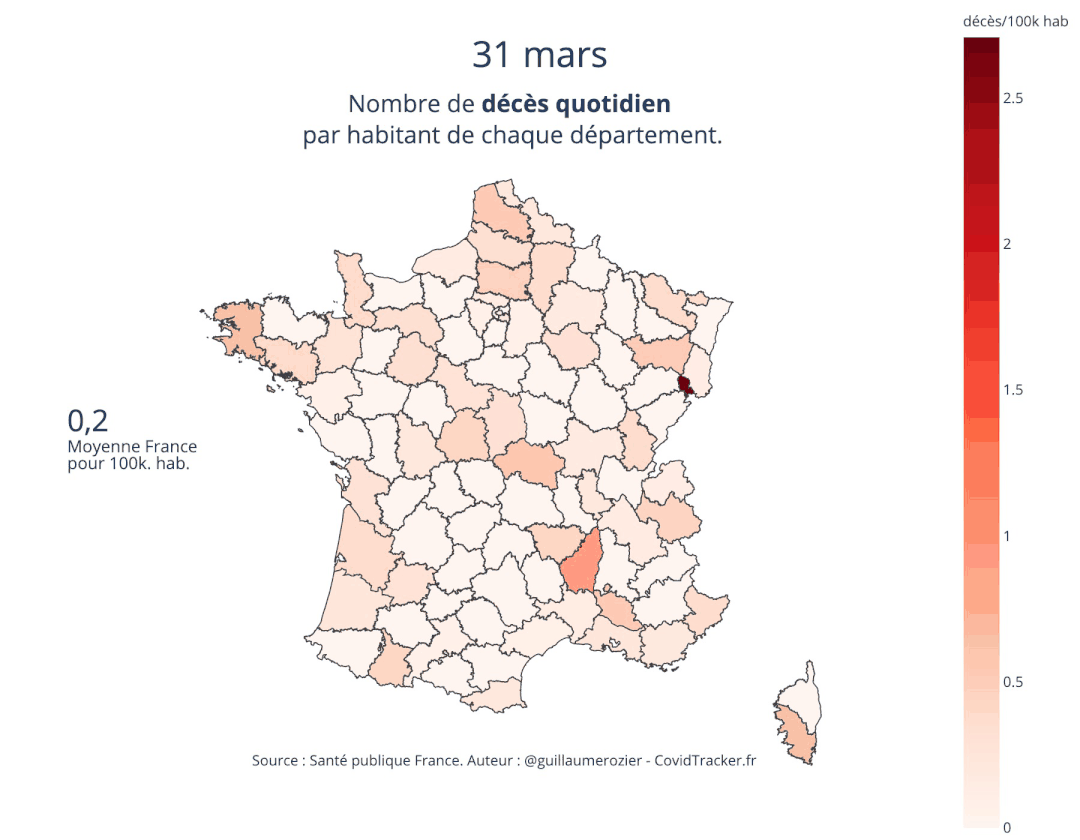 décès/100k hab
31 mars
Nombre de décès quotidien
par habitant de chaque département.
2.5
2
1.5
1
0.5
0
0,2
Moyenne France
pour 100k. hab.
Source : Santé publique France. Auteur : @guillaumerozier - CovidTracker.fr